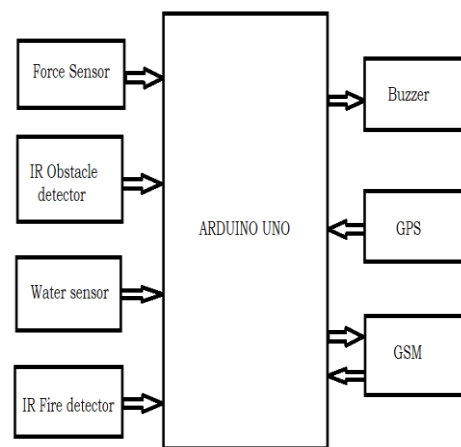 Force Sensor
IR Obstacle
detector
Water sensor
IR Fire detector
ARDUINO UNO
Buzzer
GPS
GSM